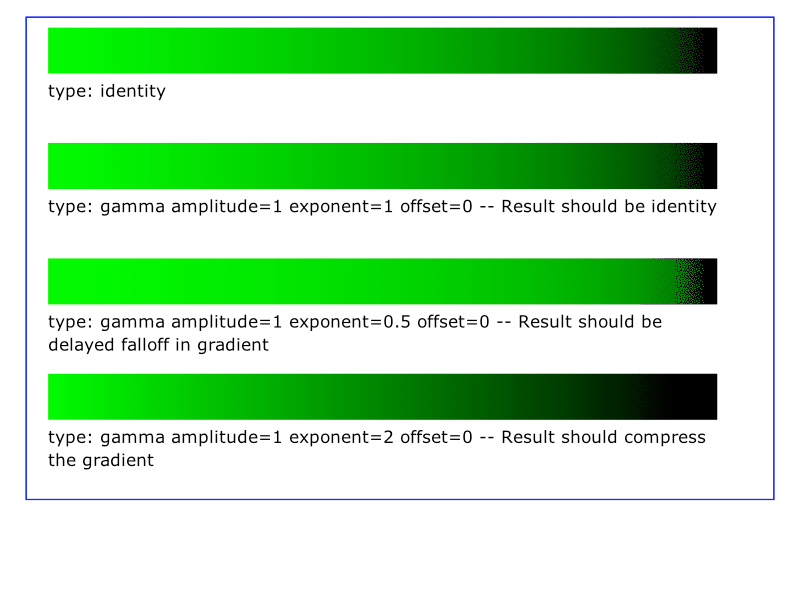 type: identity
type: gamma amplitude=1 exponent=1 offset=0 -- Result should be identity
type: gamma amplitude=1 exponent=0.5 offset=0 -- Result should be
delayed falloff in gradient
type: gamma amplitude=1 exponent=2 offset=0 -- Result should compress
the gradient